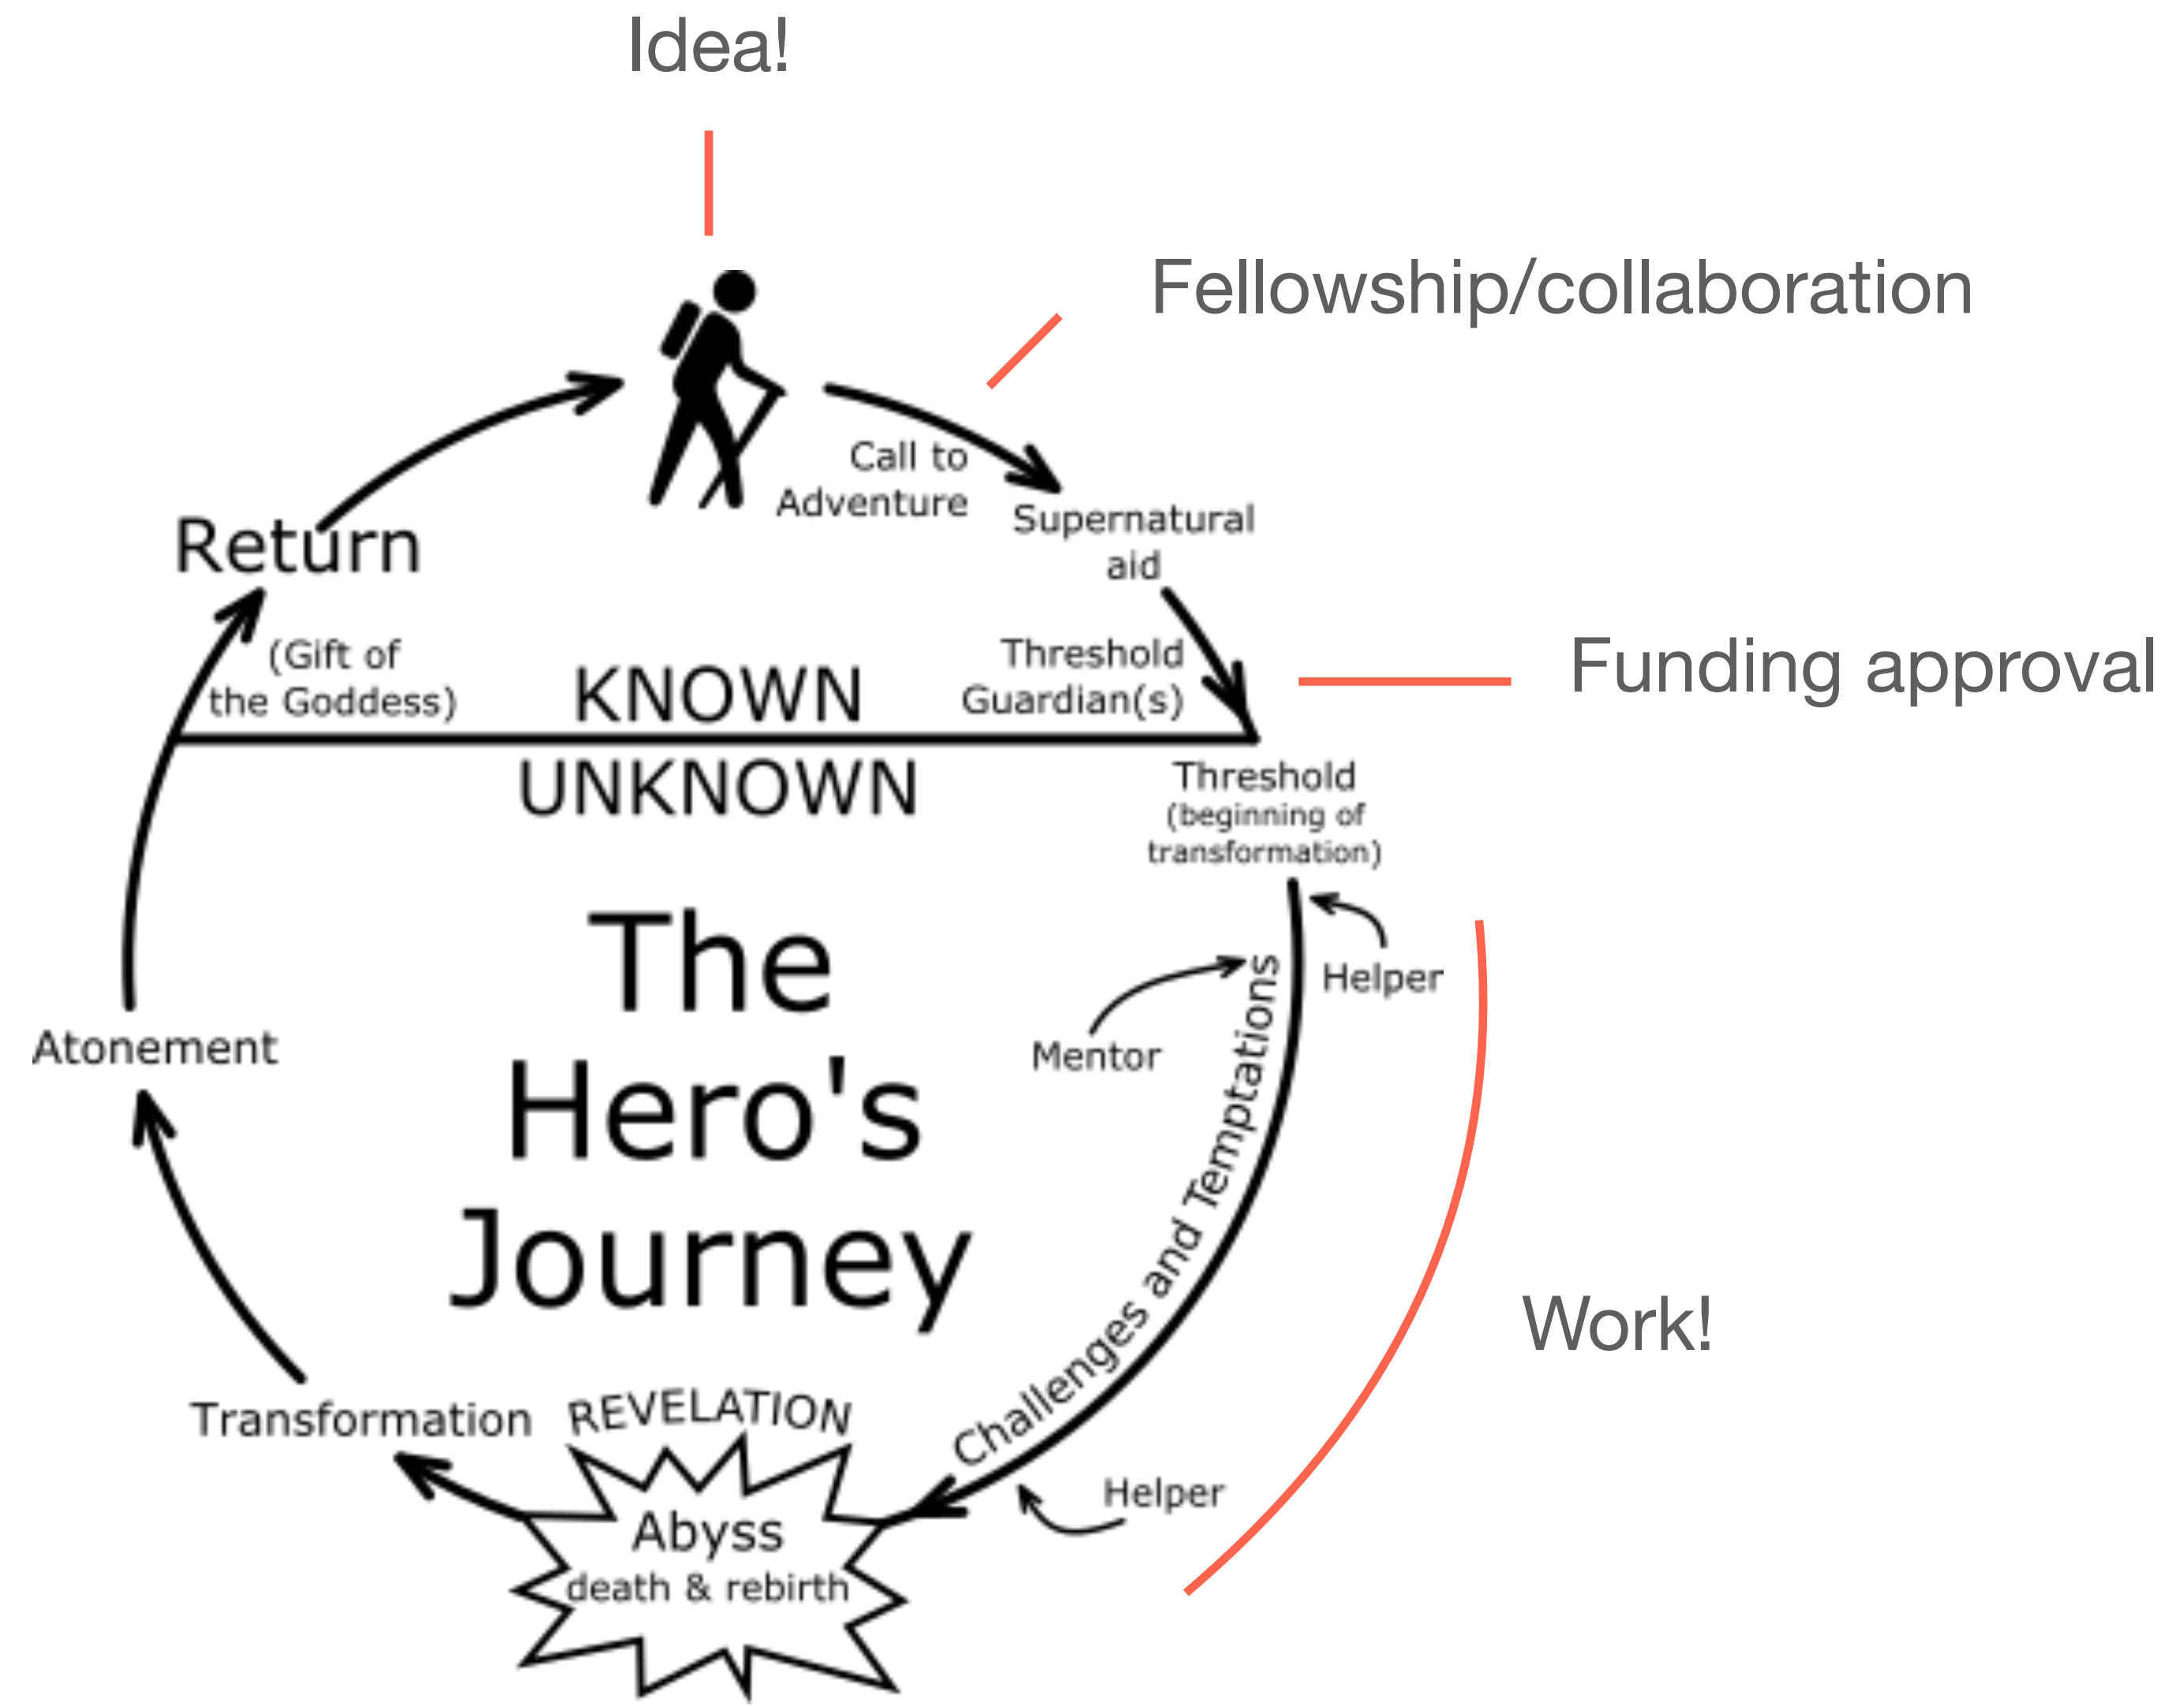 Idea!
Fellowship/collaboration
Call to
Adventure
Supernatural
aid
Return
(Gift of
the Goddess)
KNOWN
Threshold
Guardian(s)
Funding approval
UNKNOWN
Threshold
(beginning of
transformation)
The
Hero's
Journey
Helper
Mentor
Challenges and Temptations
Work!
Atonement
Transformation
REVELATION
Helper
Abyss
death & rebirth